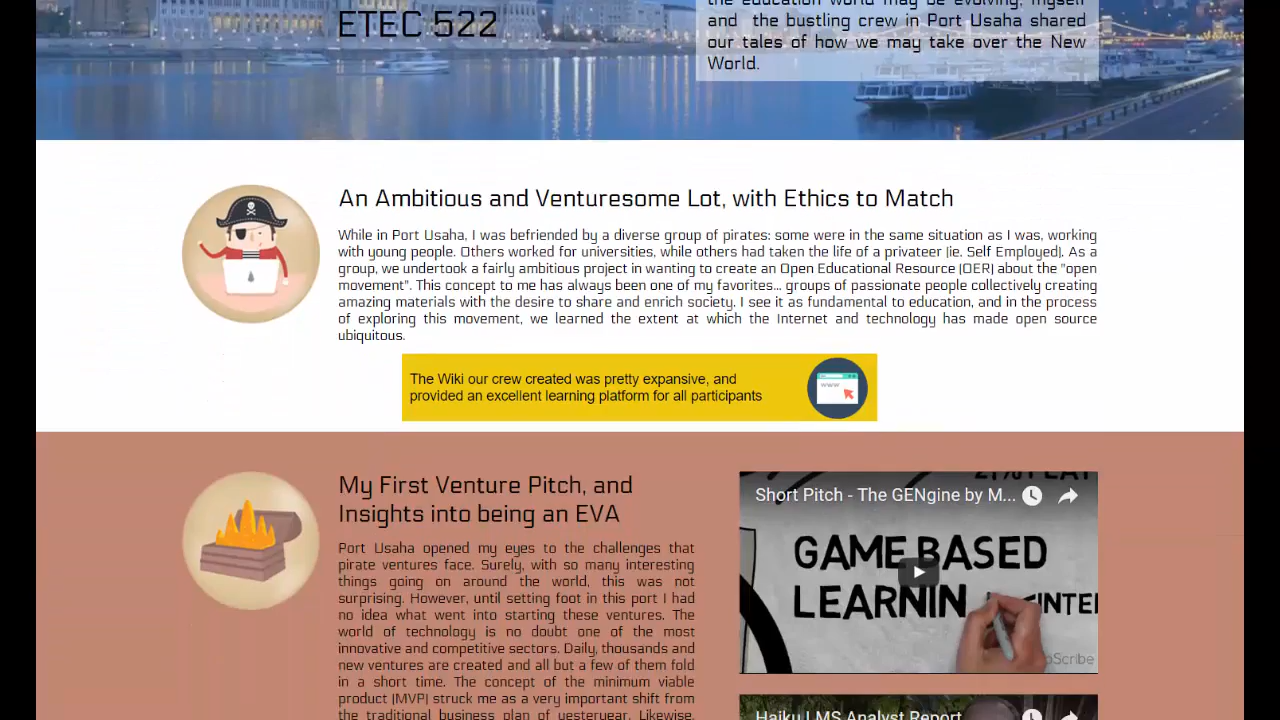 ETEC 522
the education world may be evolving, myself
and the bustling crew in Port Usaha shared
our tales of how we may take over the New
World.
An Ambitious and Venturesome Lot, with Ethics to Match
While in Port Usaha, I was befriended by a diverse group of pirates: some were in the same situation as I was, working
with young people. Others worked for universities, while others had taken the life of a privateer (ie. Self Employed). As a
group, we undertook a fairly ambitious project in wanting to create an Open Educational Resource (OER) about the "open
movement". This concept to me has always been one of my favorites... groups of passionate people collectively creating
amazing materials with the desire to share and enrich society. I see it as fundamental to education, and in the process
of exploring this movement, we learned the extent at which the Internet and technology has made open source
ubiquitous.
The Wiki our crew created was pretty expansive, and
provided an excellent learning platform for all participants
www
My First Venture Pitch, and
Insights into being an EVA
Port Usaha opened my eyes to the challenges that
pirate ventures face. Surely, with so many interesting
things going on around the world, this was not
surprising. However, until setting foot in this port I had
no idea what went into starting these ventures. The
world of technology is no doubt one of the most
innovative and competitive sectors. Daily, thousands and
new ventures are created and all but a few of them fold
in a short time. The concept of the minimum viable
product (MVP) struck me as a very important shift from
the traditional business plan of yesteryear. Likewise,
Short Pitch - The GENgine by M...
GAME BASED
LEARNIN
Haiku LMS Analyst Report